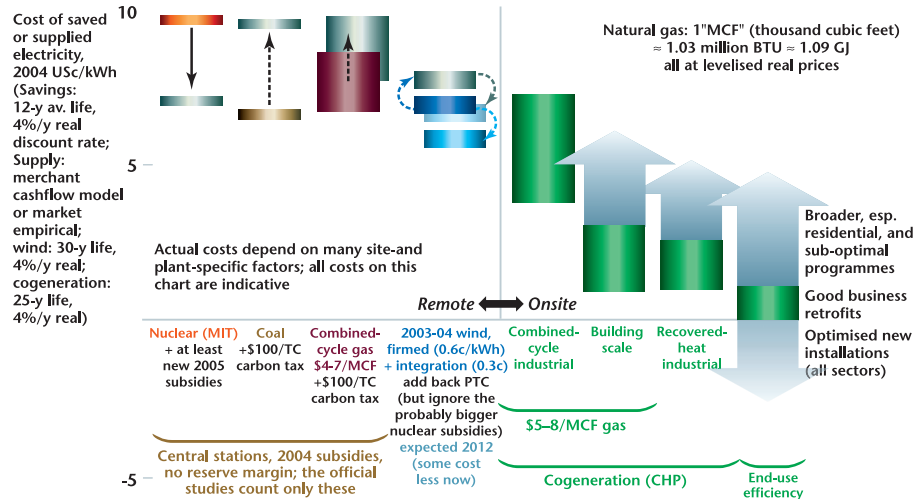 Cost of saved
or supplied
electricity,
2004 USc/kWh
(Savings:
12-y av. life,
4%/y real
discount rate;
Supply:
merchant
cashflow model
or market
empirical;
wind: 30-y life,
4%/y real;
cogeneration:
25-y life,
4%/y real)
10
5
-5
Natural gas: 1"MCF" (thousand cubic feet)
≈ 1.03 million BTU ≈ 1.09 GJ
all at levelised real prices
Actual costs depend on many site-and
plant-specific factors; all costs on this
chart are indicative
Remote
Onsite
Broader, esp.
residential, and
sub-optimal
programmes
Good business
retrofits
Optimised new
installations
(all sectors)
Nuclear (MIT)
+ at least
new 2005
subsidies
Coal
+$100/TC
carbon tax
Combined-
cycle gas
$4-7/MCF
+$100/TC
carbon tax
2003-04 wind,
firmed (0.6c/kWh)
+ integration (0.3c)
add back PTC
(but ignore the
probably bigger
nuclear subsidies)
expected 2012
(some cost
less now)
Combined-
cycle
industrial
Building
scale
Recovered-
heat
industrial
$5–8/MCF gas
Central stations, 2004 subsidies,
no reserve margin; the official
studies count only these
Cogeneration (CHP)
End-use
efficiency